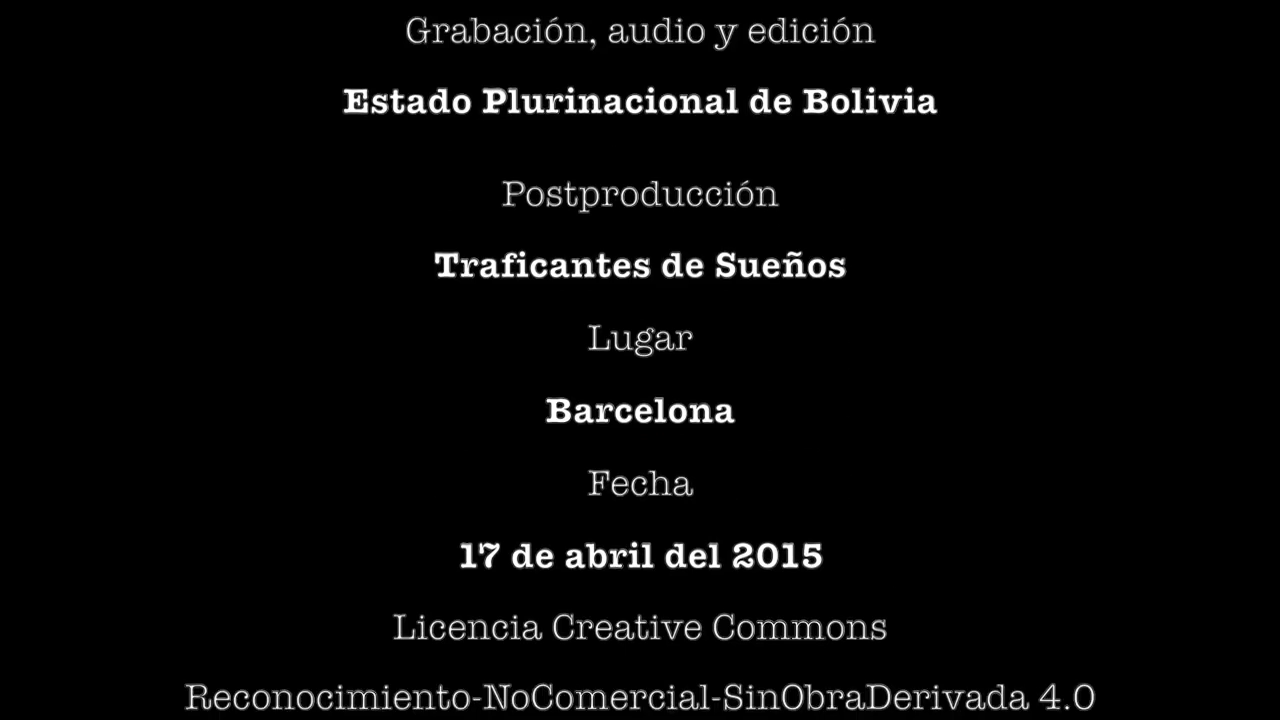 Grabación, audio y edición
Estado Plurinacional de Bolivia
Postproducción
Traficantes de Sueños
Lugar
Barcelona
Fecha
17 de abril del 2015
Licencia Creative Commons
Reconocimiento-NoComercial-SinObraDerivada 4.0